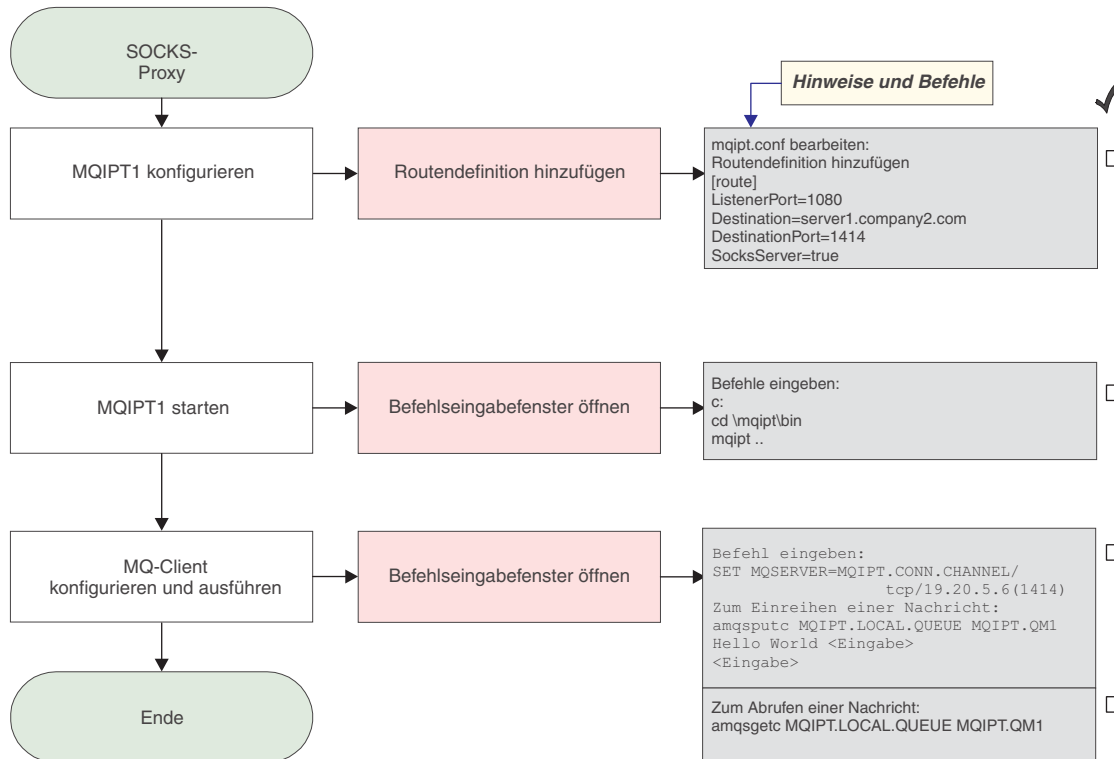 SOCKS-
Proxy
Hinweise und Befehle
MQIPT1 konfigurieren
Routendefinition hinzufügen
mqipt.conf bearbeiten:
Routendefinition hinzufügen
[route]
ListenerPort=1080
Destination=server1.company2.com
DestinationPort=1414
SocksServer=true
MQIPT1 starten
Befehlseingabefenster öffnen
Befehle eingeben:
c:
cd \mqipt\bin
mqipt ..
MQ-Client
konfigurieren und ausführen
Befehlseingabefenster öffnen
Befehl eingeben:
SET MQSERVER=MQIPT.CONN.CHANNEL/
tcp/19.20.5.6(1414)
Zum Einreihen einer Nachricht:
amqsputc MQIPT.LOCAL.QUEUE MQIPT.QM1
Hello World <Eingabe>
<Eingabe>
Ende
Zum Abrufen einer Nachricht:
amqsgetc MQIPT.LOCAL.QUEUE MQIPT.QM1